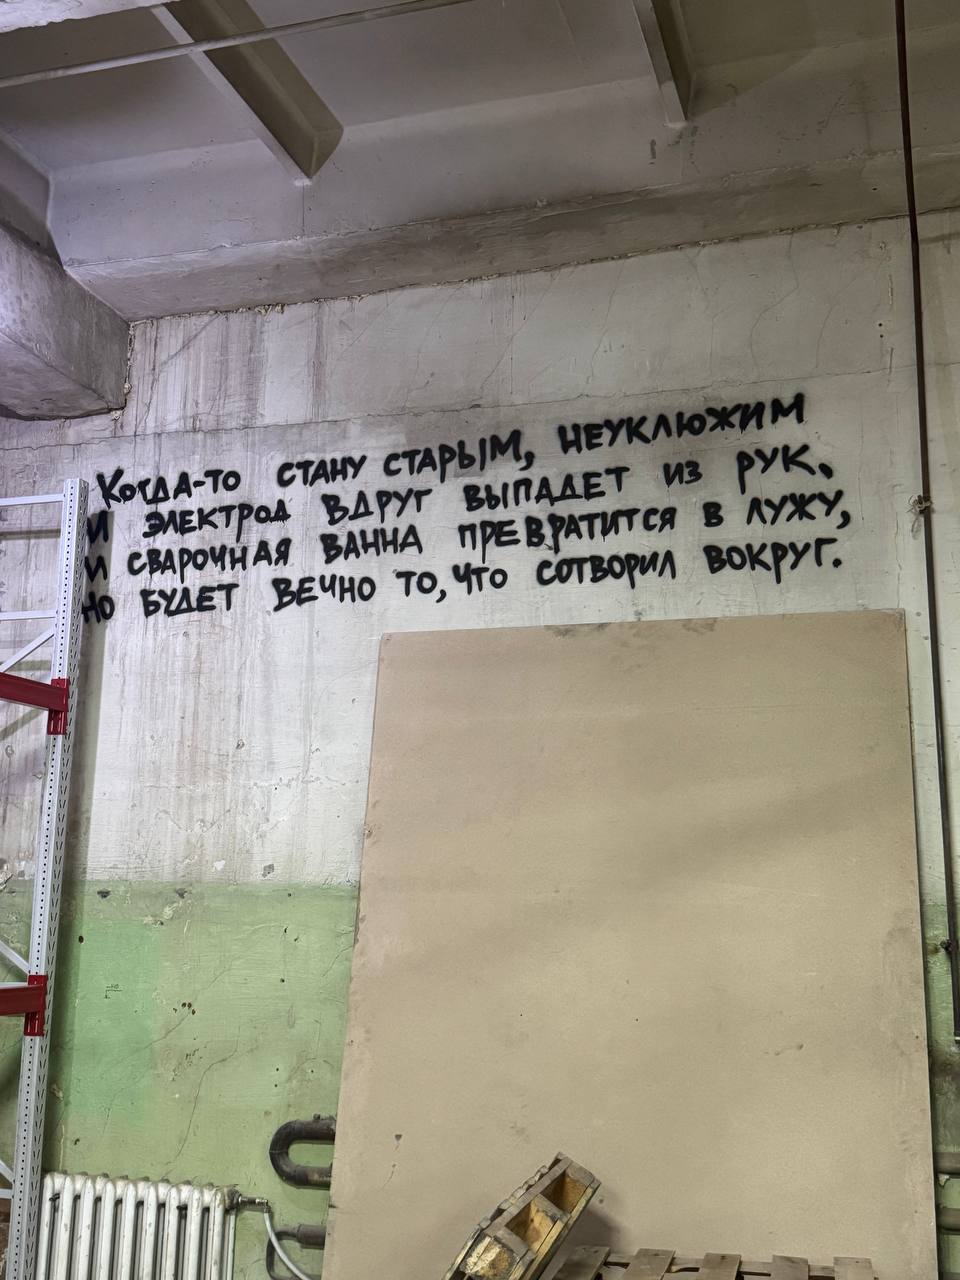 Когда-то стану старым, неуклюжим
и электрод вдруг выпадет из рук.
и сварочная ванна превратится в лужу,
но будет вечно то, что сотворил вокруг.